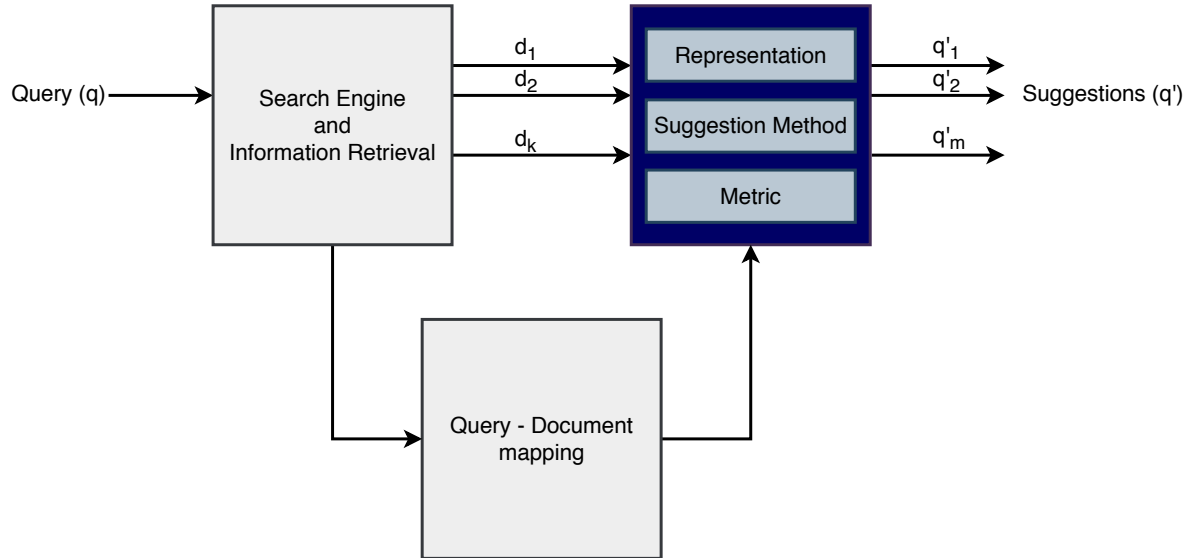 Query (q)
Search Engine
and
Information Retrieval
d1
d2
dk
Representation
Suggestion Method
Metric
q'1
q'2
q'm
Suggestions (q')
Query - Document
mapping